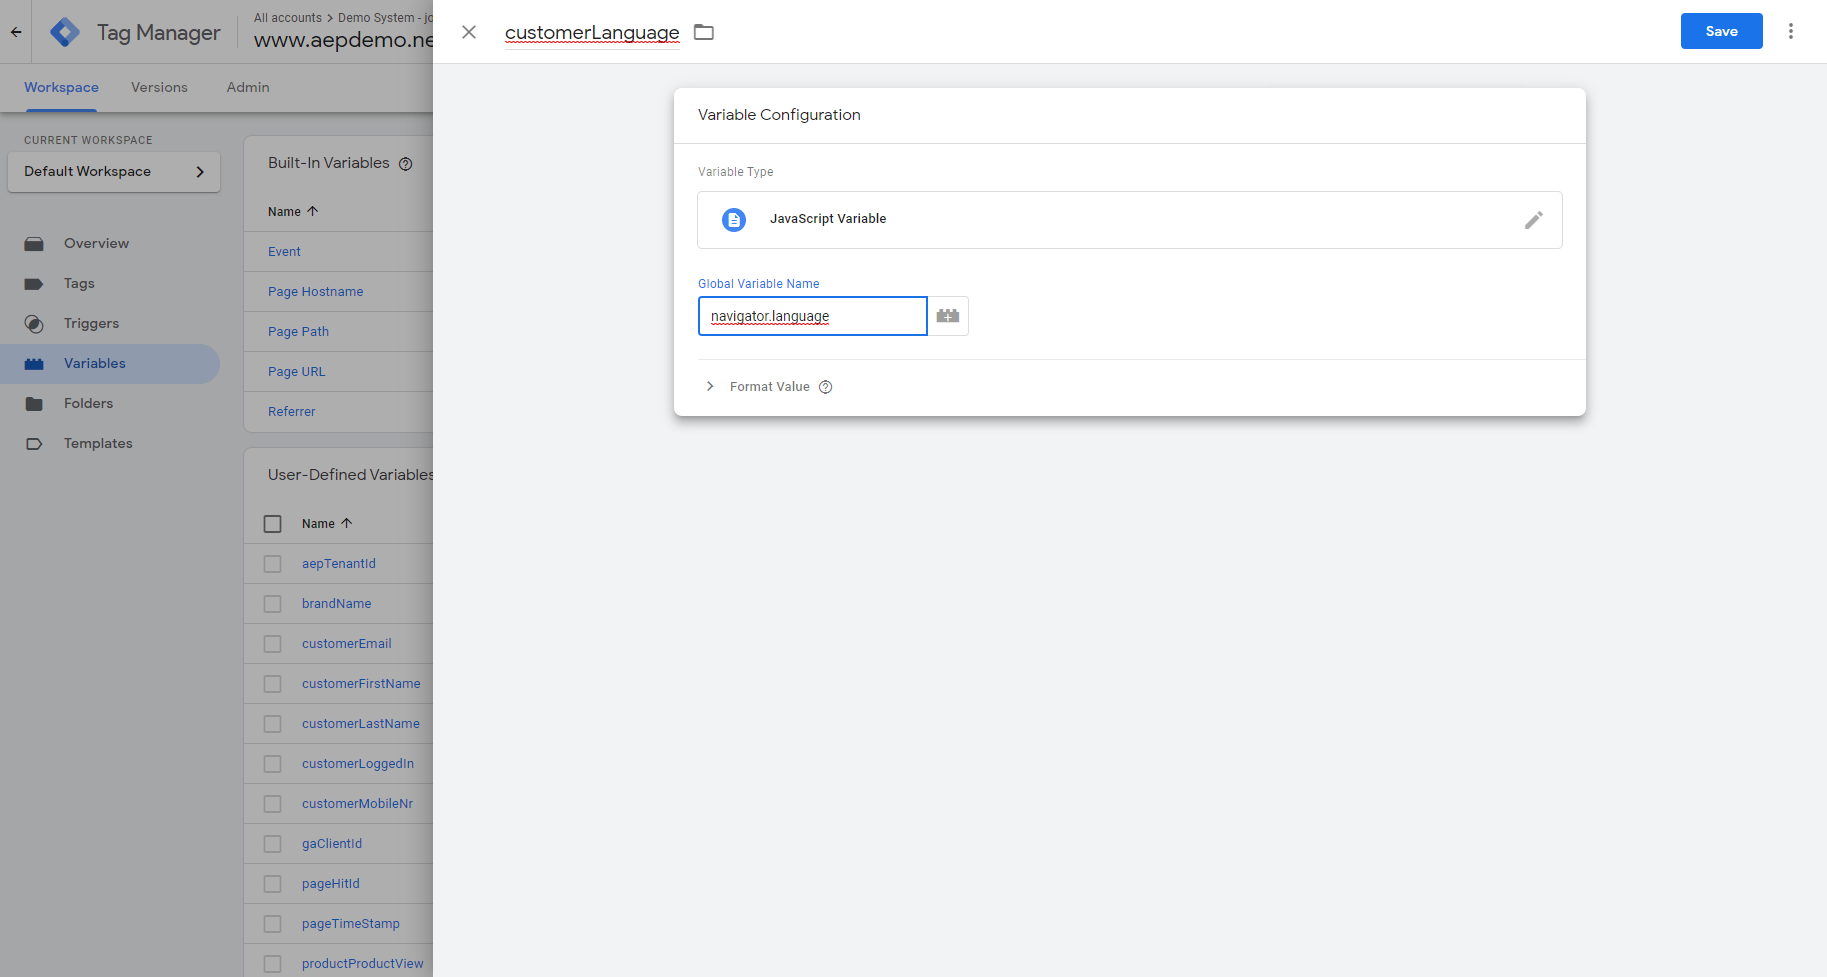 Tag Manager
All accounts > Demo System - jo
www.aepdemo.ne
customerLanguage
Save
Workspace
Versions
Admin
CURRENT WORKSPACE
Default Workspace
Overview
Tags
Triggers
Variables
Folders
Templates
Built-In Variables
Name
Event
Page Hostname
Page Path
Page URL
Referrer
User-Defined Variables
Name
aepTenantId
brandName
customerEmail
customerFirstName
customerLastName
customerLoggedIn
customerMobileNr
gaClientId
pageHitId
pageTimeStamp
productProductView
Variable Configuration
Variable Type
JavaScript Variable
Global Variable Name
navigator.language
Format Value